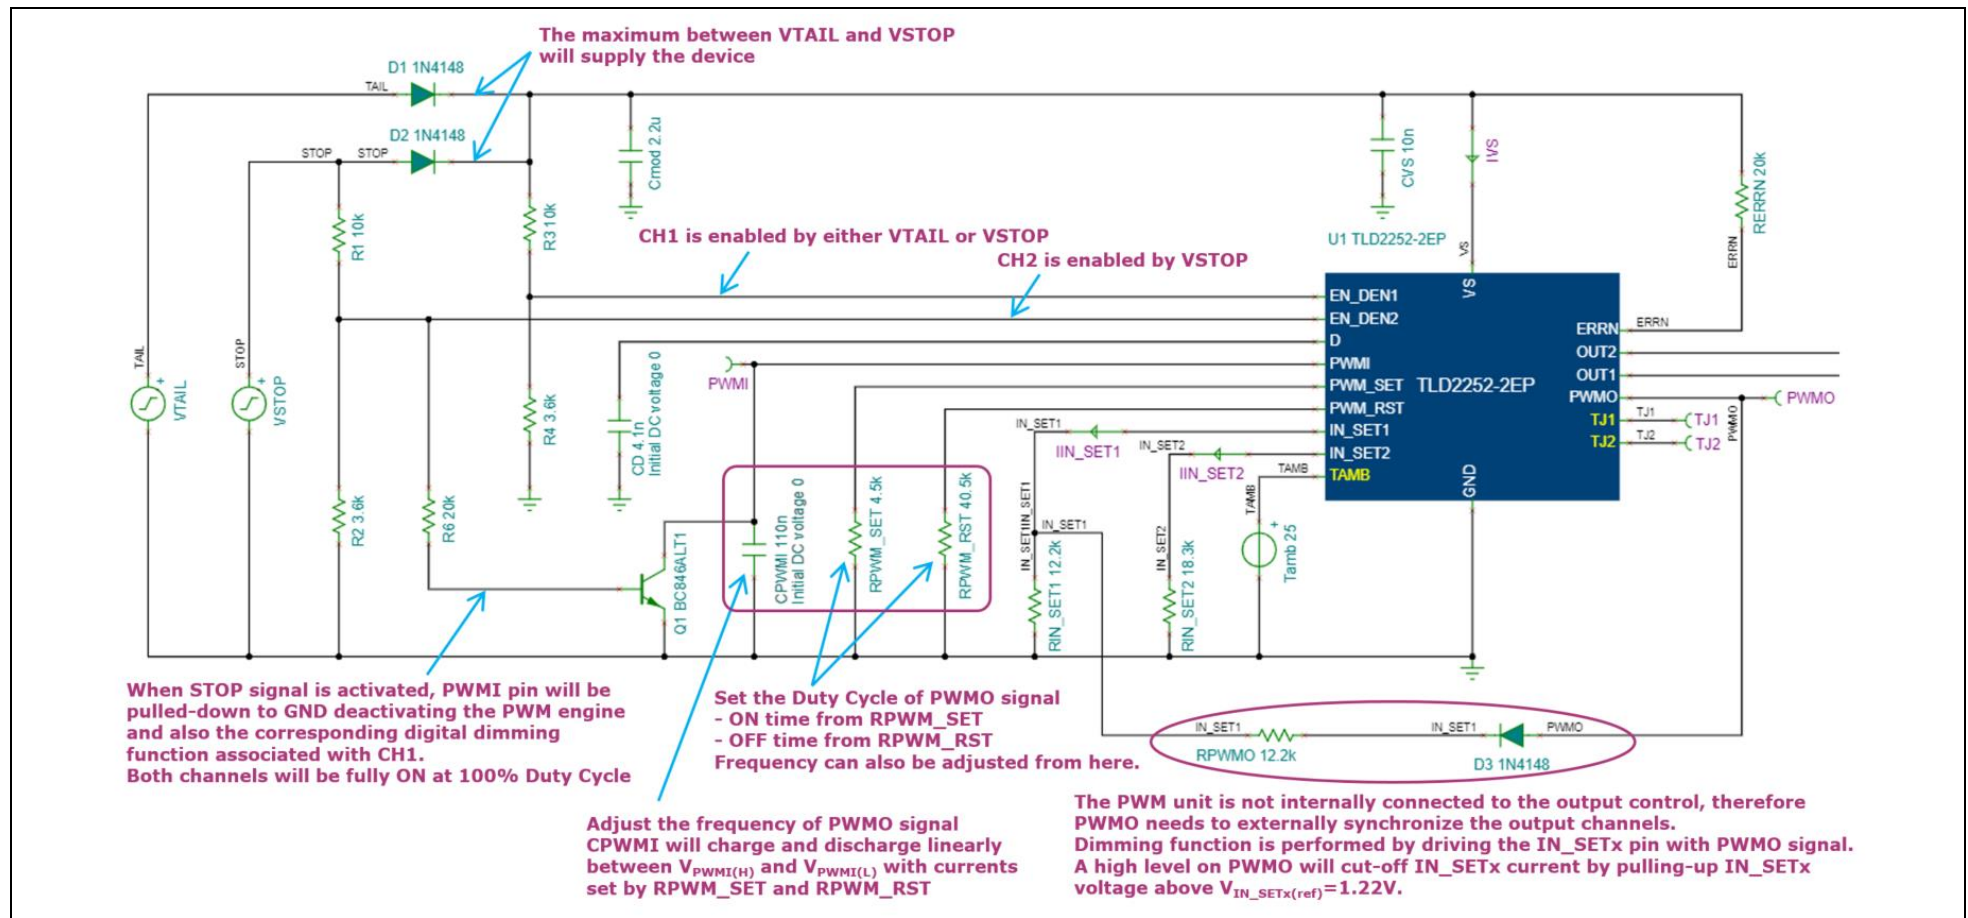 The maximum between VTAIL and VSTOP
will supply the device
D1 1N4148
TAIL
D2 1N4148
STOP
STOP
Cmod 2.2u
CVS 10n
IVS
RERRN 20k
R1 10k
R3 10k
CH1 is enabled by either VTAIL or VSTOP
CH2 is enabled by VSTOP
U1 TLD2252-2EP
VS
ERRN
VS
EN_DEN1
EN_DEN2
D
PWMI
PWM_SET
PWM_RST
IN_SET1
IN_SET2
TAMB
TLD2252-2EP
GND
ERRN
OUT2
OUT1
PWMO
TJ1
TJ2
ERRN
PWMO
PWMO
TJ1
TJ1
TJ2
TJ2
TAIL
VTAIL
STOP
VSTOP
PWMI
R4 3.6k
CD 4.1n
Initial DC voltage 0
IN_SET1
IIN_SET1
IN_SET2
IIN_SET2
TAMB
TAMB
R2 3.6k
R6 20k
Q1 BC846ALT1
CPWMI 110n
Initial DC voltage 0
RPWM_SET 4.5k
RPWM_RST 40.5k
IN_SET1IN_SET1
IN_SET1
RIN_SET1 12.2k
IN_SET2
RIN_SET2 18.3k
Tamb 25
When STOP signal is activated, PWMI pin will be
pulled-down to GND deactivating the PWM engine
and also the corresponding digital dimming
function associated with CH1.
Both channels will be fully ON at 100% Duty Cycle
Set the Duty Cycle of PWMO signal
- ON time from RPWM_SET
- OFF time from RPWM_RST
Frequency can also be adjusted from here.
IN_SET1
RPWMO 12.2k
IN_SET1
PWMO
D3 1N4148
Adjust the frequency of PWMO signal
CPWMI will charge and discharge linearly
between VPWMI(H) and VPWMI(L) with currents
set by RPWM_SET and RPWM_RST
The PWM unit is not internally connected to the output control, therefore
PWMO needs to externally synchronize the output channels.
Dimming function is performed by driving the IN_SETx pin with PWMO signal.
A high level on PWMO will cut-off IN_SETx current by pulling-up IN_SETx
voltage above VIN_SETx(ref)=1.22V.